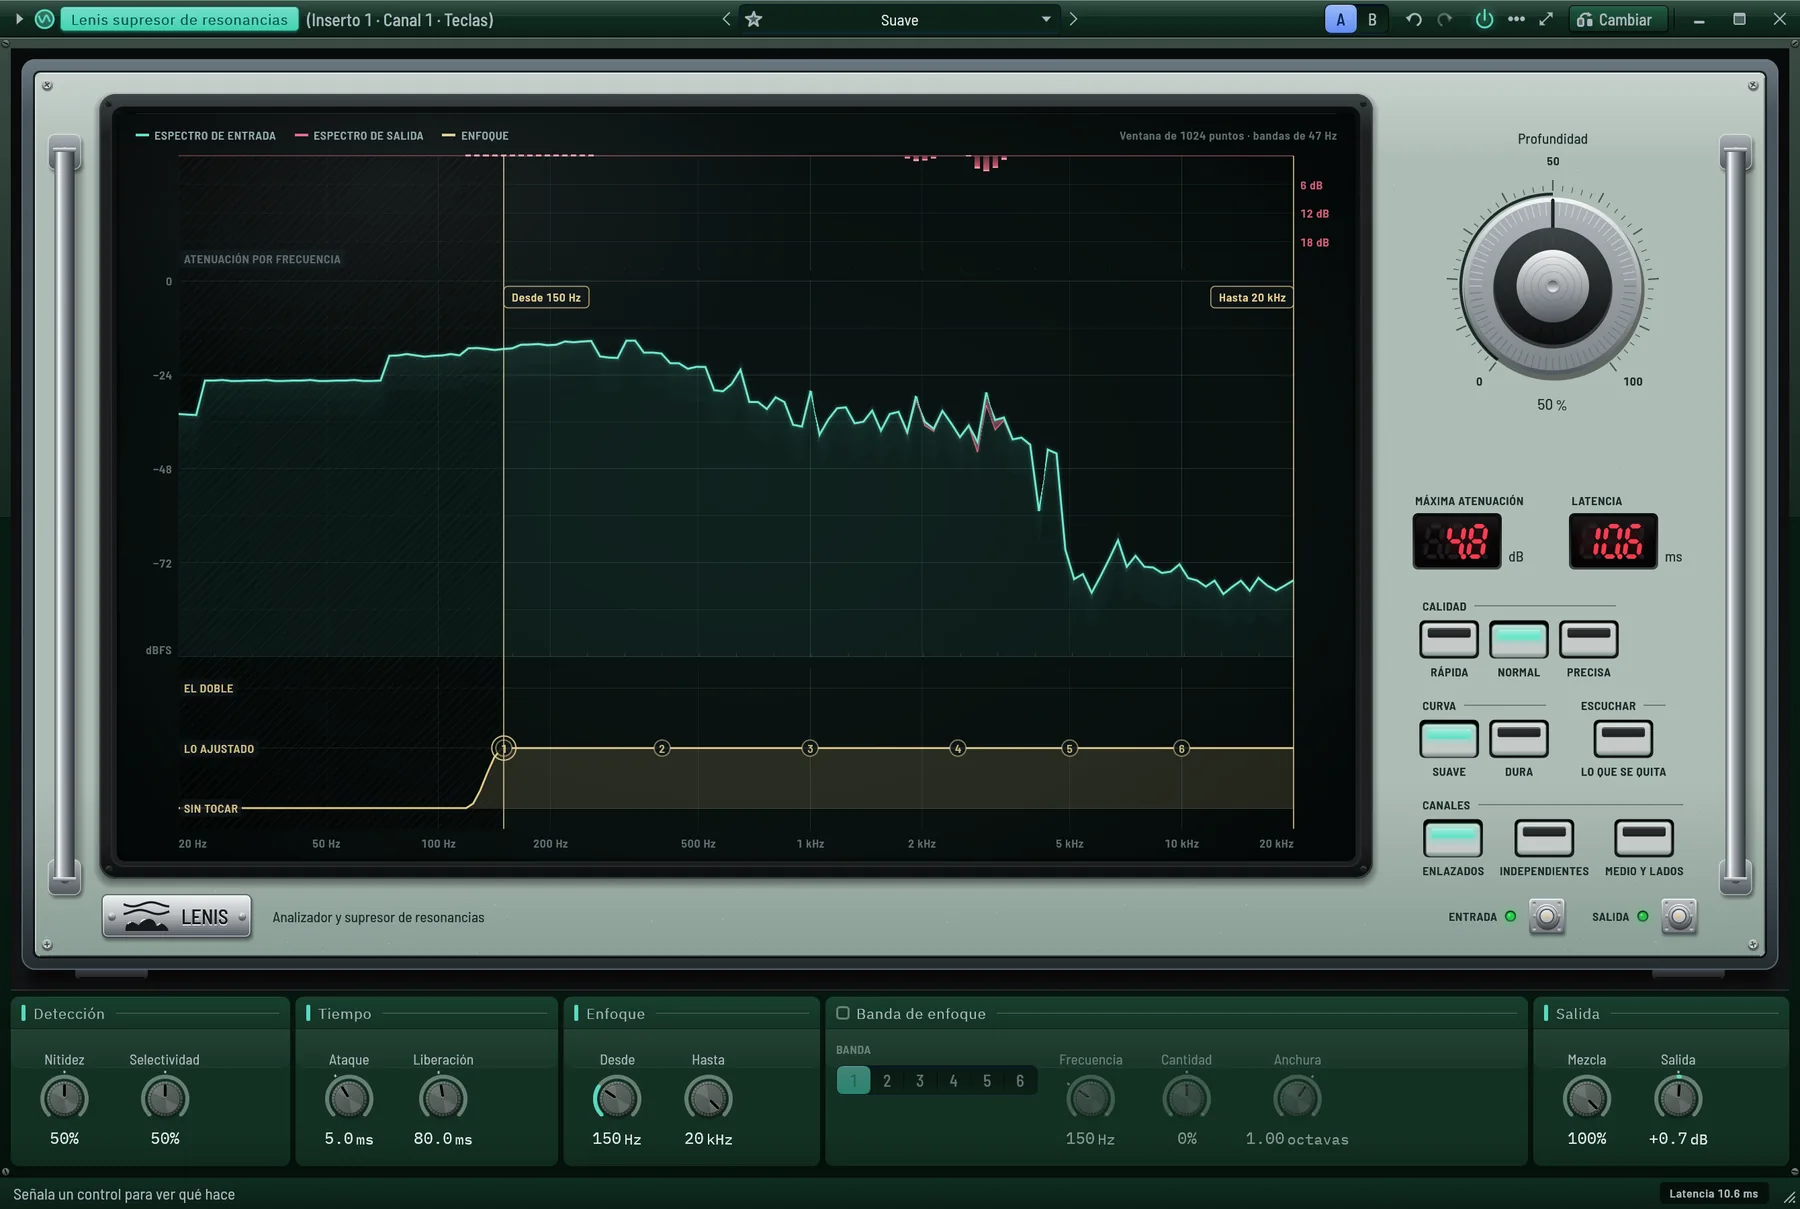 Lenis supresor de resonancias (Inserto 1 · Canal 1 · Teclas)
Suave
A B
Cambiar
ESPECTRO DE ENTRADA ESPECTRO DE SALIDA ENFOQUE
Ventana de 1024 puntos · bandas de 47 Hz
6 dB
12 dB
18 dB
ATENUACIÓN POR FRECUENCIA
0
Desde 150 Hz
Hasta 20 kHz
−24
−48
−72
dBFS
EL DOBLE
LO AJUSTADO
1 2 3 4 5 6
SIN TOCAR
20 Hz 50 Hz 100 Hz 200 Hz 500 Hz 1 kHz 2 kHz 5 kHz 10 kHz 20 kHz
LENIS
Analizador y supresor de resonancias
Profundidad
50
0 100
50 %
MÁXIMA ATENUACIÓN LATENCIA
4.8 dB 10.6 ms
CALIDAD
RÁPIDA NORMAL PRECISA
CURVA ESCUCHAR
SUAVE DURA LO QUE SE QUITA
CANALES
ENLAZADOS INDEPENDIENTES MEDIO Y LADOS
ENTRADA SALIDA
Detección
Nitidez Selectividad
50% 50%
Tiempo
Ataque Liberación
5.0 ms 80.0 ms
Enfoque
Desde Hasta
150 Hz 20 kHz
Banda de enfoque
BANDA
1 2 3 4 5 6
Frecuencia Cantidad Anchura
150 Hz 0% 1.00 octavas
Salida
Mezcla Salida
100% +0.7 dB
Señala un control para ver qué hace
Latencia 10.6 ms